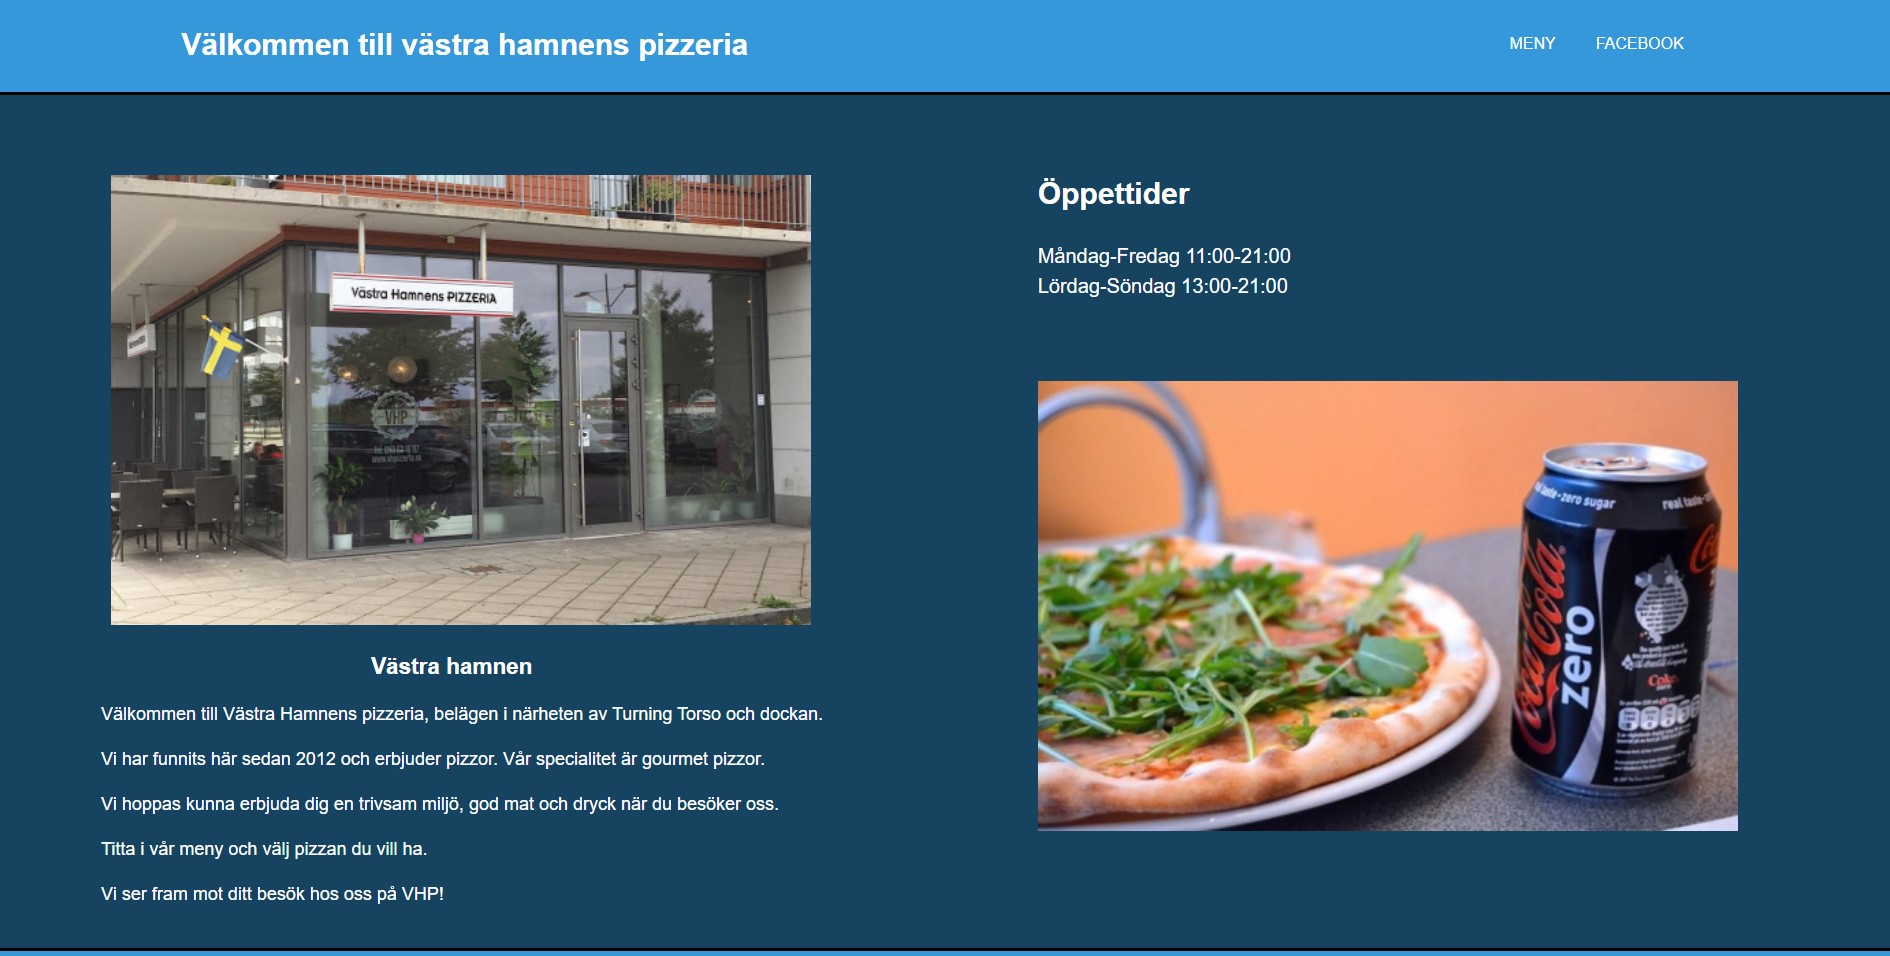 Välkommen till västra hamnens pizzeria
MENY
FACEBOOK
Västra Hamnens PIZZERIA
VHP
Västra hamnen
Välkommen till Västra Hamnens pizzeria, belägen i närheten av Turning Torso och dockan.
Vi har funnits här sedan 2012 och erbjuder pizzor. Vår specialitet är gourmet pizzor.
Vi hoppas kunna erbjuda dig en trivsam miljö, god mat och dryck när du besöker oss.
Titta i vår meny och välj pizzan du vill ha.
Vi ser fram mot ditt besök hos oss på VHP!
Öppettider
Måndag-Fredag 11:00-21:00
Lördag-Söndag 13:00-21:00
taste-zero sugar
real taste-
Coca-Cola
zero
Coke